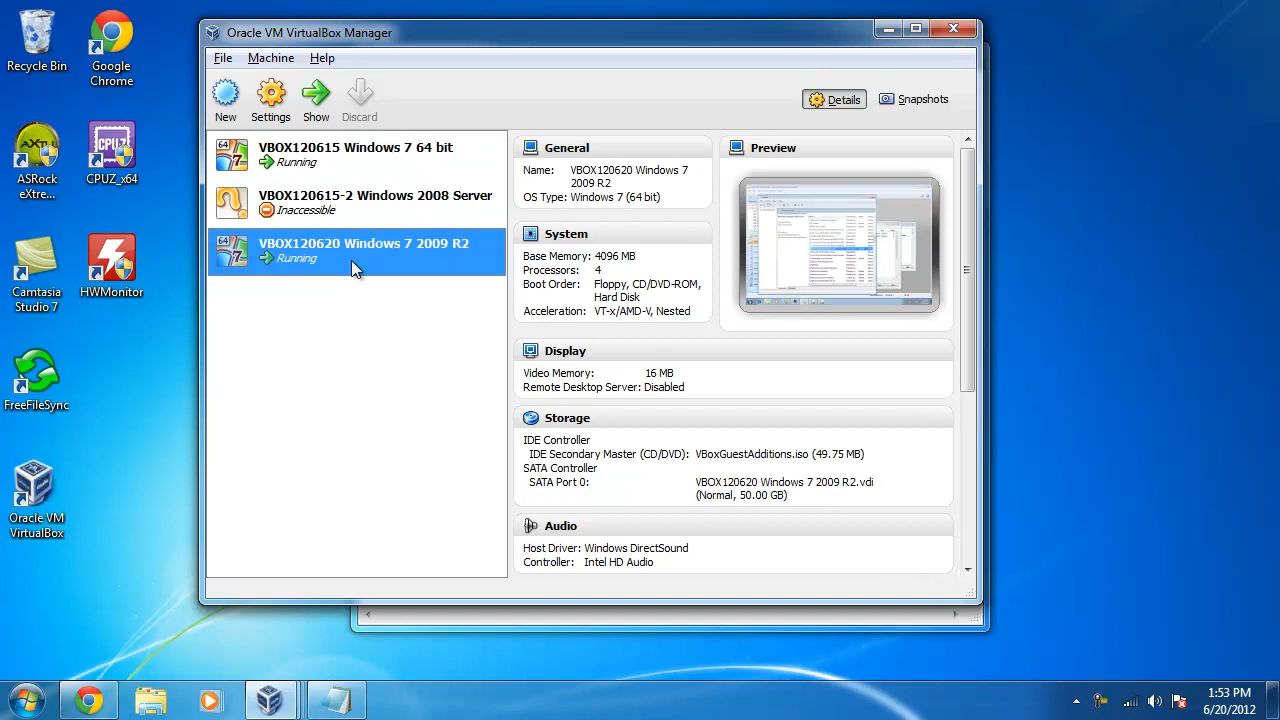 Recycle Bin
Google
Chrome
ASRock
eXtre...
CPUZ_x64
Camtasia
Studio 7
HWMonitor
FreeFileSync
Oracle VM
VirtualBox
Oracle VM VirtualBox Manager
File Machine Help
New Settings Show Discard
Details Snapshots
64
VBOX120615 Windows 7 64 bit
Running
VBOX120615-2 Windows 2008 Server
Inaccessible
64
VBOX120620 Windows 7 2009 R2
Running
General
Name: VBOX120620 Windows 7
2009 R2
OS Type: Windows 7 (64 bit)
System
Base Memory: 4096 MB
Processors: 4
Boot Order: Floppy, CD/DVD-ROM,
Hard Disk
Acceleration: VT-x/AMD-V, Nested
Preview
Display
Video Memory: 16 MB
Remote Desktop Server: Disabled
Storage
IDE Controller
IDE Secondary Master (CD/DVD): VBoxGuestAdditions.iso (49.75 MB)
SATA Controller
SATA Port 0: VBOX120620 Windows 7 2009 R2.vdi
(Normal, 50.00 GB)
Audio
Host Driver: Windows DirectSound
Controller: Intel HD Audio
1:53 PM
6/20/2012